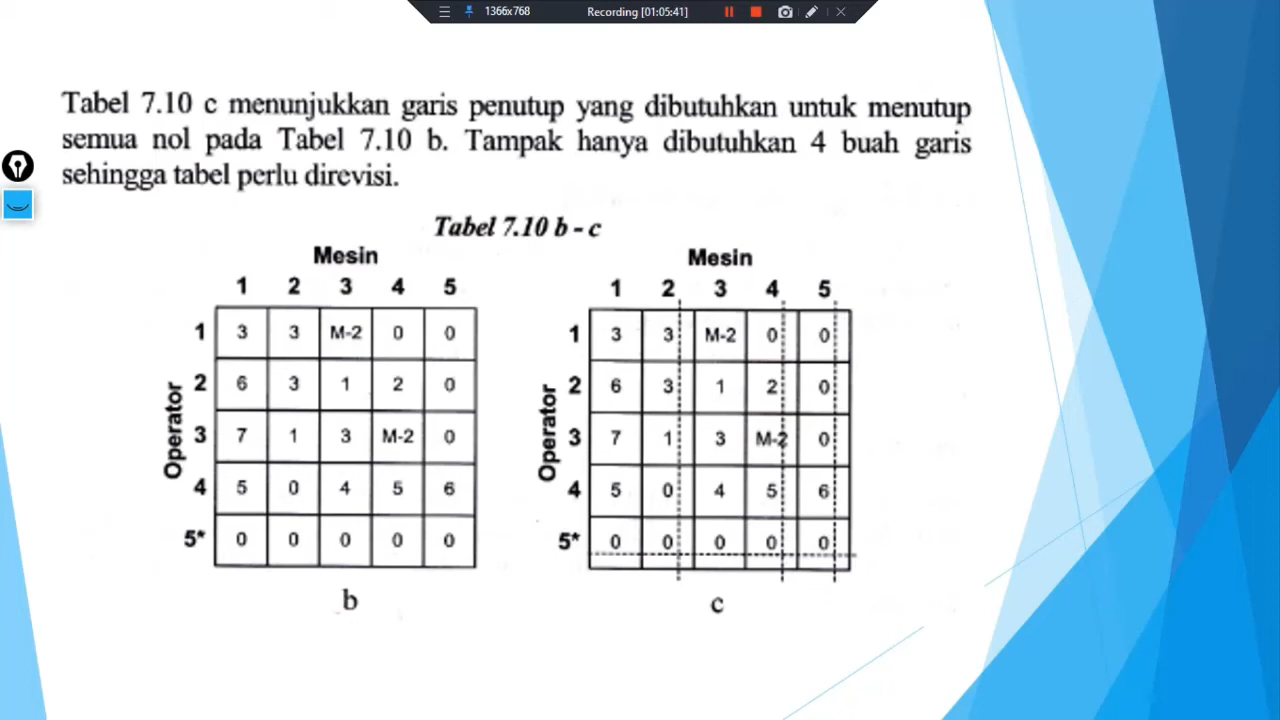 1366x768 Recording [01:05:41]
Tabel 7.10 c menunjukkan garis penutup yang dibutuhkan untuk menutup
semua nol pada Tabel 7.10 b. Tampak hanya dibutuhkan 4 buah garis
sehingga tabel perlu direvisi.
Tabel 7.10 b - c
Mesin
1 2 3 4 5
Operator
1 3 3 M-2 0 0
2 6 3 1 2 0
3 7 1 3 M-2 0
4 5 0 4 5 6
5* 0 0 0 0 0
b
Mesin
1 2 3 4 5
Operator
1 3 3 M-2 0 0
2 6 3 1 2 0
3 7 1 3 M-2 0
4 5 0 4 5 6
5* 0 0 0 0 0
c